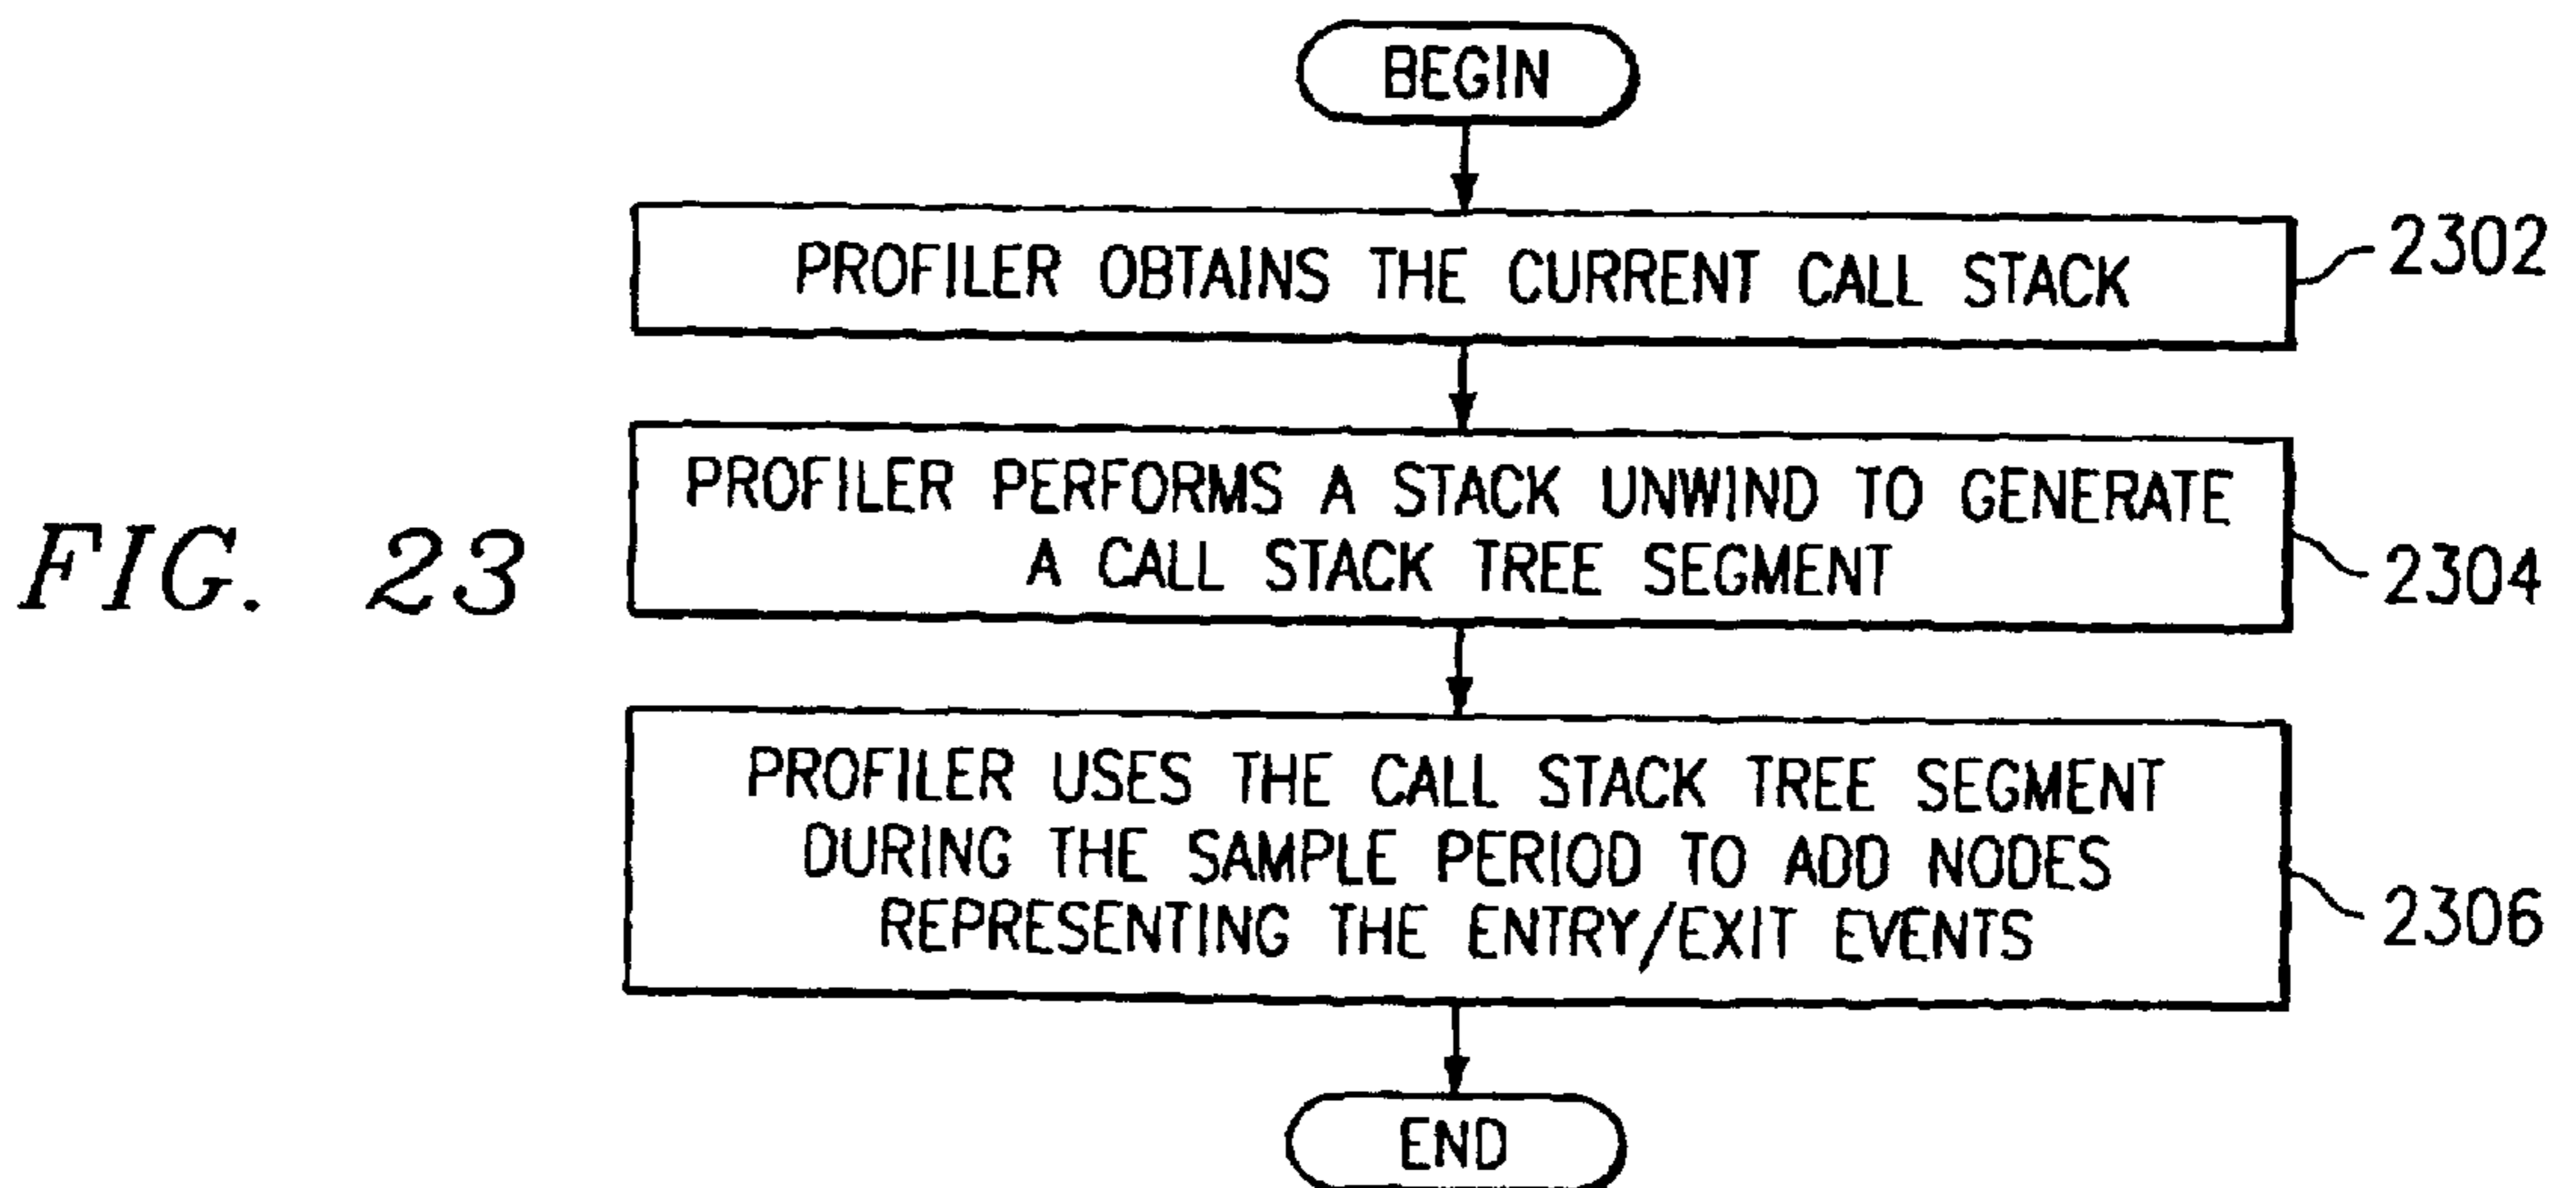 BEGIN
PROFILER OBTAINS THE CURRENT CALL STACK
2302
PROFILER PERFORMS A STACK UNWIND TO GENERATE
A CALL STACK TREE SEGMENT
2304
FIG. 23
PROFILER USES THE CALL STACK TREE SEGMENT
DURING THE SAMPLE PERIOD TO ADD NODES
REPRESENTING THE ENTRY/EXIT EVENTS
2306
END